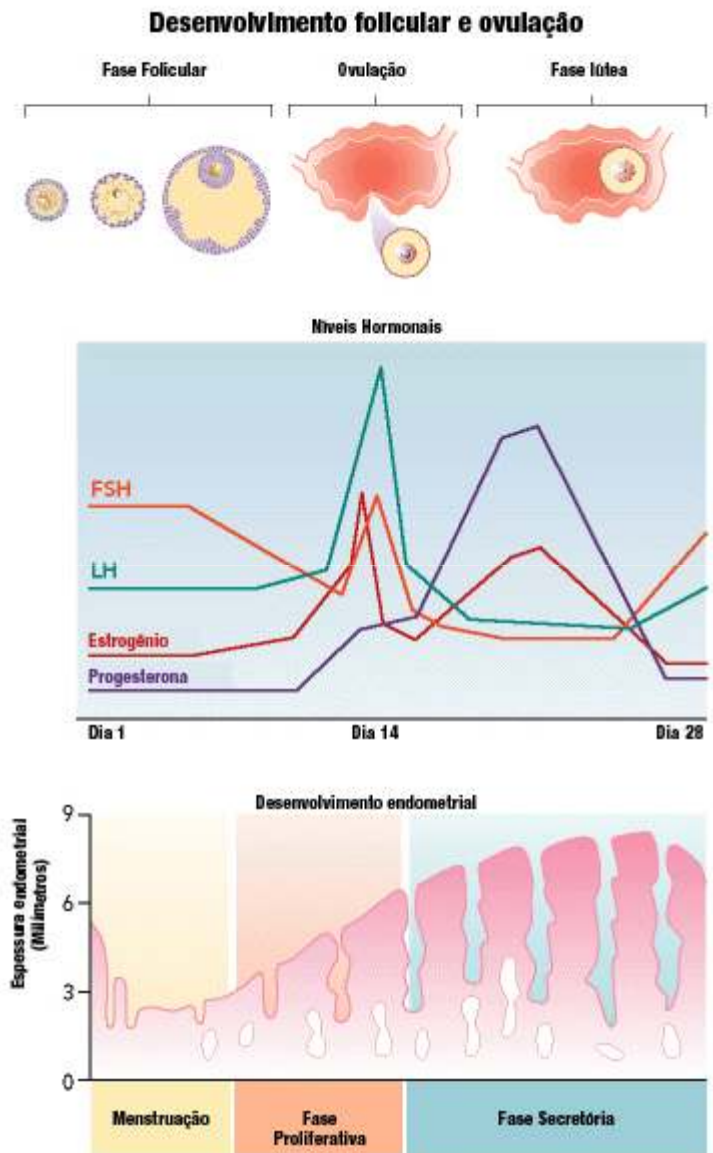 Desenvolvimento folicular e ovulação
Fase Folicular
Ovulação
Fase lútea
Níveis Hormonais
FSH
LH
Estrogênio
Progesterona
Dia 1
Dia 14
Dia 28
Desenvolvimento endometrial
Espessura endometrial
(Milímetros)
9
6
3
0
Menstruação
Fase
Proliferativa
Fase Secretória